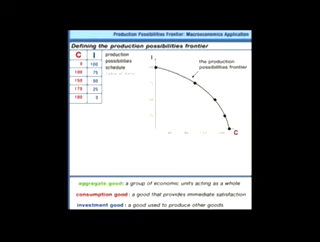 Production Possibilities Frontier: Macroeconomics Application
Defining the production possibilities frontier
C I
0 100
100 75
150 50
170 25
180 0
production
possibilities
schedule
I
the production
possibilities frontier
C
aggregate good: a group of economic units acting as a whole
consumption good: a good that provides immediate satisfaction
investment good: a good used to produce other goods